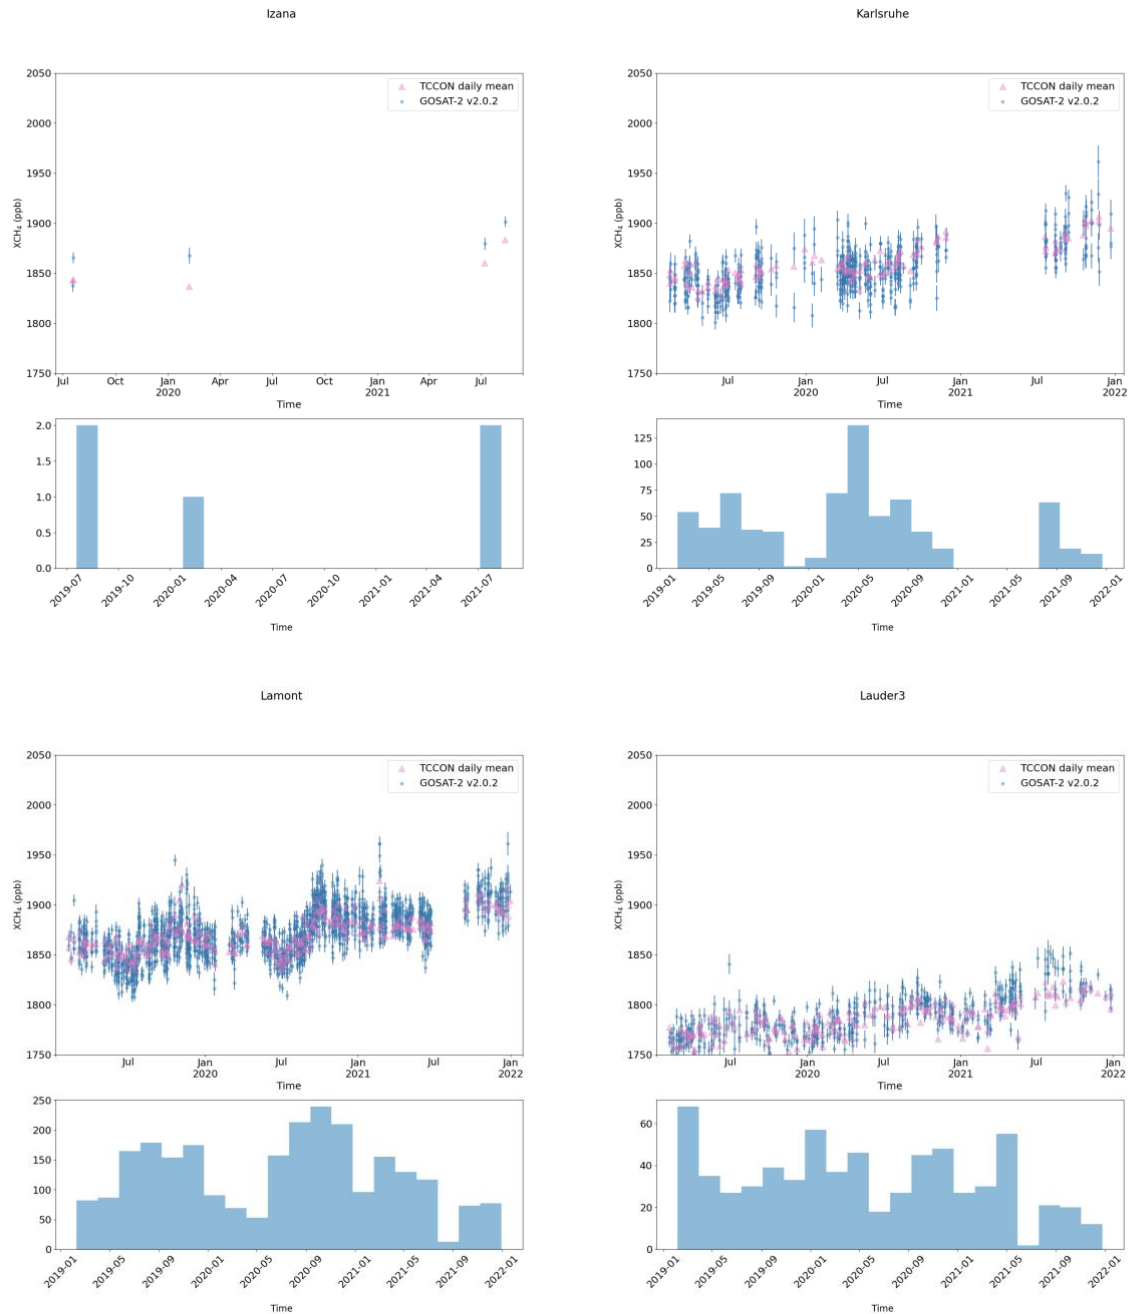 Izana
2050
2000
1950
1900
1850
1800
1750
XCH₄ (ppb)
TCCON daily mean
GOSAT-2 v2.0.2
Jul Oct Jan Apr Jul Oct Jan Apr Jul
2020 2021
Time
2.0
1.5
1.0
0.5
0.0
2019-07 2019-10 2020-01 2020-04 2020-07 2020-10 2021-01 2021-04 2021-07
Time
Karlsruhe
2050
2000
1950
1900
1850
1800
1750
XCH₄ (ppb)
TCCON daily mean
GOSAT-2 v2.0.2
Jul Jan Jul Jan Jul Jan
2020 2021 2022
Time
125
100
75
50
25
0
2019-01 2019-05 2019-09 2020-01 2020-05 2020-09 2021-01 2021-05 2021-09 2022-01
Time
Lamont
2050
2000
1950
1900
1850
1800
1750
XCH₄ (ppb)
TCCON daily mean
GOSAT-2 v2.0.2
Jul Jan Jul Jan Jul Jan
2020 2021 2022
Time
250
200
150
100
50
0
2019-01 2019-05 2019-09 2020-01 2020-05 2020-09 2021-01 2021-05 2021-09 2022-01
Time
Lauder3
2050
2000
1950
1900
1850
1800
1750
XCH₄ (ppb)
TCCON daily mean
GOSAT-2 v2.0.2
Jul Jan Jul Jan Jul Jan
2020 2021 2022
Time
60
40
20
0
2019-01 2019-05 2019-09 2020-01 2020-05 2020-09 2021-01 2021-05 2021-09 2022-01
Time